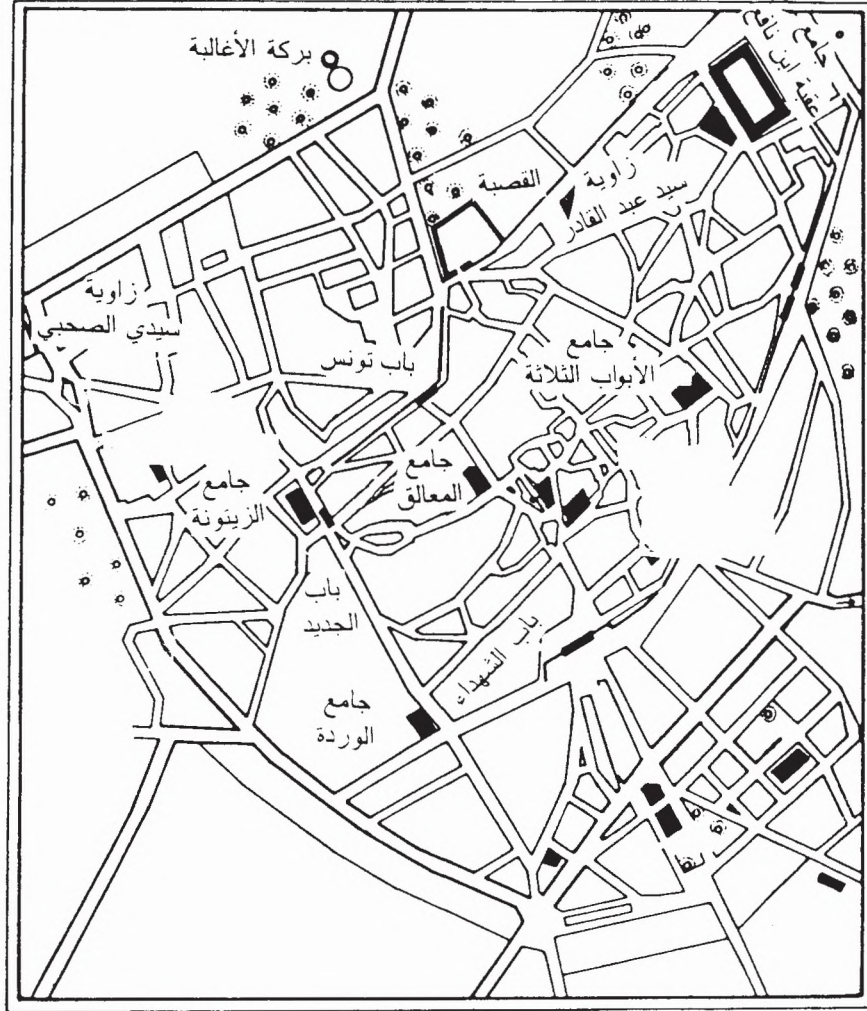 جامع
عقبة ابن نافع
بركة الأغالبة
القصبة
زاوية
سيد عبد القادر
زاوية
سيدي الصحبي
باب تونس
جامع
الأبواب الثلاثة
جامع
المعالق
جامع
الزيتونة
باب
الجديد
باب الشهداء
جامع
الوردة